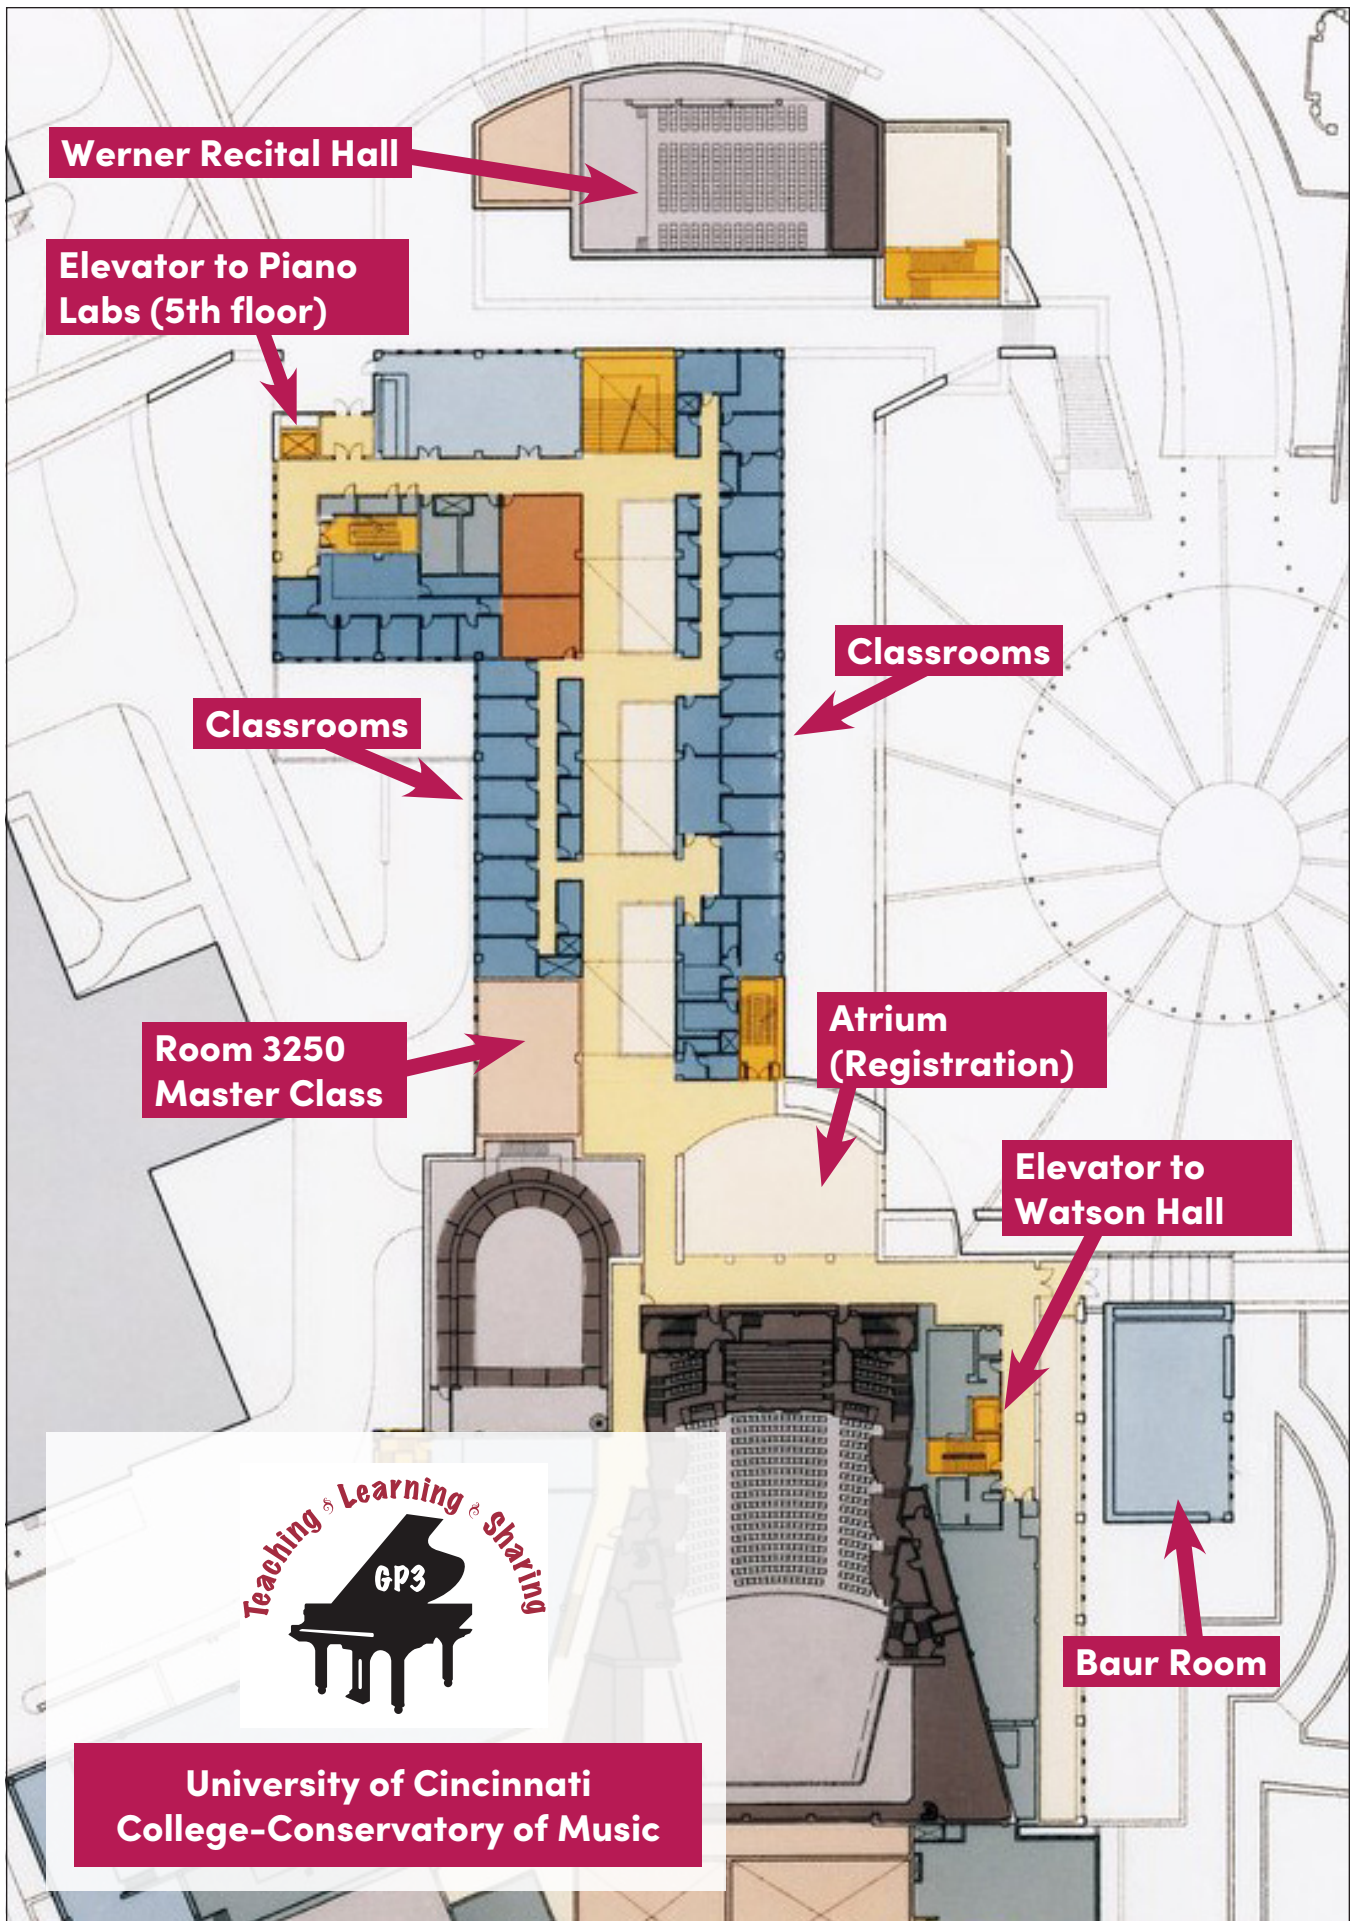 Werner Recital Hall
Elevator to Piano
Labs (5th floor)
Classrooms
Classrooms
Atrium
(Registration)
Room 3250
Master Class
Elevator to
Watson Hall
Teaching Learning Sharing
GP3
Baur Room
University of Cincinnati
College-Conservatory of Music